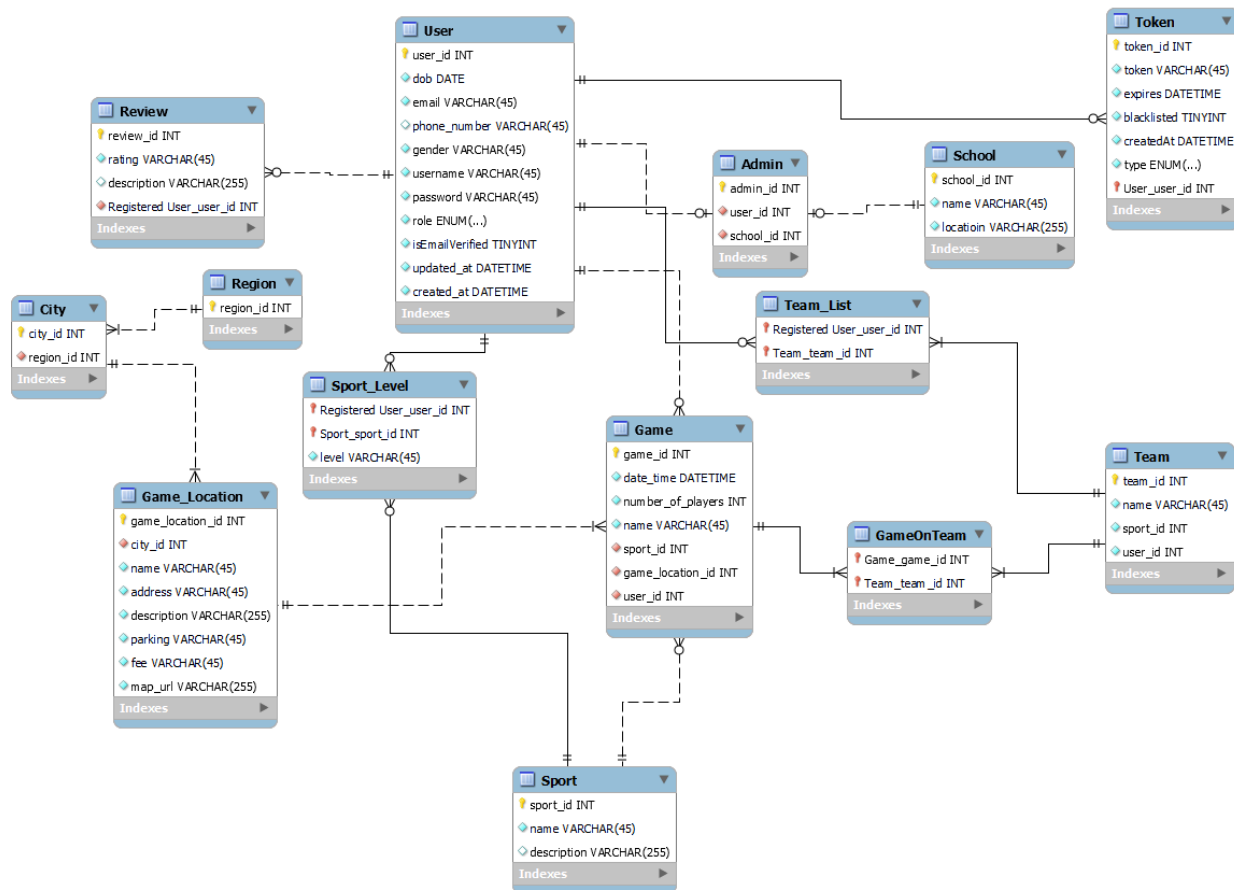 User
user_id INT
dob DATE
email VARCHAR(45)
phone_number VARCHAR(45)
gender VARCHAR(45)
username VARCHAR(45)
password VARCHAR(45)
role ENUM(...)
isEmailVerified TINYINT
updated_at DATETIME
created_at DATETIME
Indexes
Token
token_id INT
token VARCHAR(45)
expires DATETIME
blacklisted TINYINT
createdAt DATETIME
type ENUM(...)
User_user_id INT
Indexes
Review
review_id INT
rating VARCHAR(45)
description VARCHAR(255)
Registered User_user_id INT
Indexes
Admin
admin_id INT
user_id INT
school_id INT
Indexes
School
school_id INT
name VARCHAR(45)
locatioin VARCHAR(255)
Indexes
Region
region_id INT
Indexes
City
city_id INT
region_id INT
Indexes
Team_List
Registered User_user_id INT
Team_team_id INT
Indexes
Sport_Level
Registered User_user_id INT
Sport_sport_id INT
level VARCHAR(45)
Indexes
Game
game_id INT
date_time DATETIME
number_of_players INT
name VARCHAR(45)
sport_id INT
game_location_id INT
user_id INT
Indexes
Team
team_id INT
name VARCHAR(45)
sport_id INT
user_id INT
Indexes
Game_Location
game_location_id INT
city_id INT
name VARCHAR(45)
address VARCHAR(45)
description VARCHAR(255)
parking VARCHAR(45)
fee VARCHAR(45)
map_url VARCHAR(255)
Indexes
GameOnTeam
Game_game_id INT
Team_team_id INT
Indexes
Sport
sport_id INT
name VARCHAR(45)
description VARCHAR(255)
Indexes